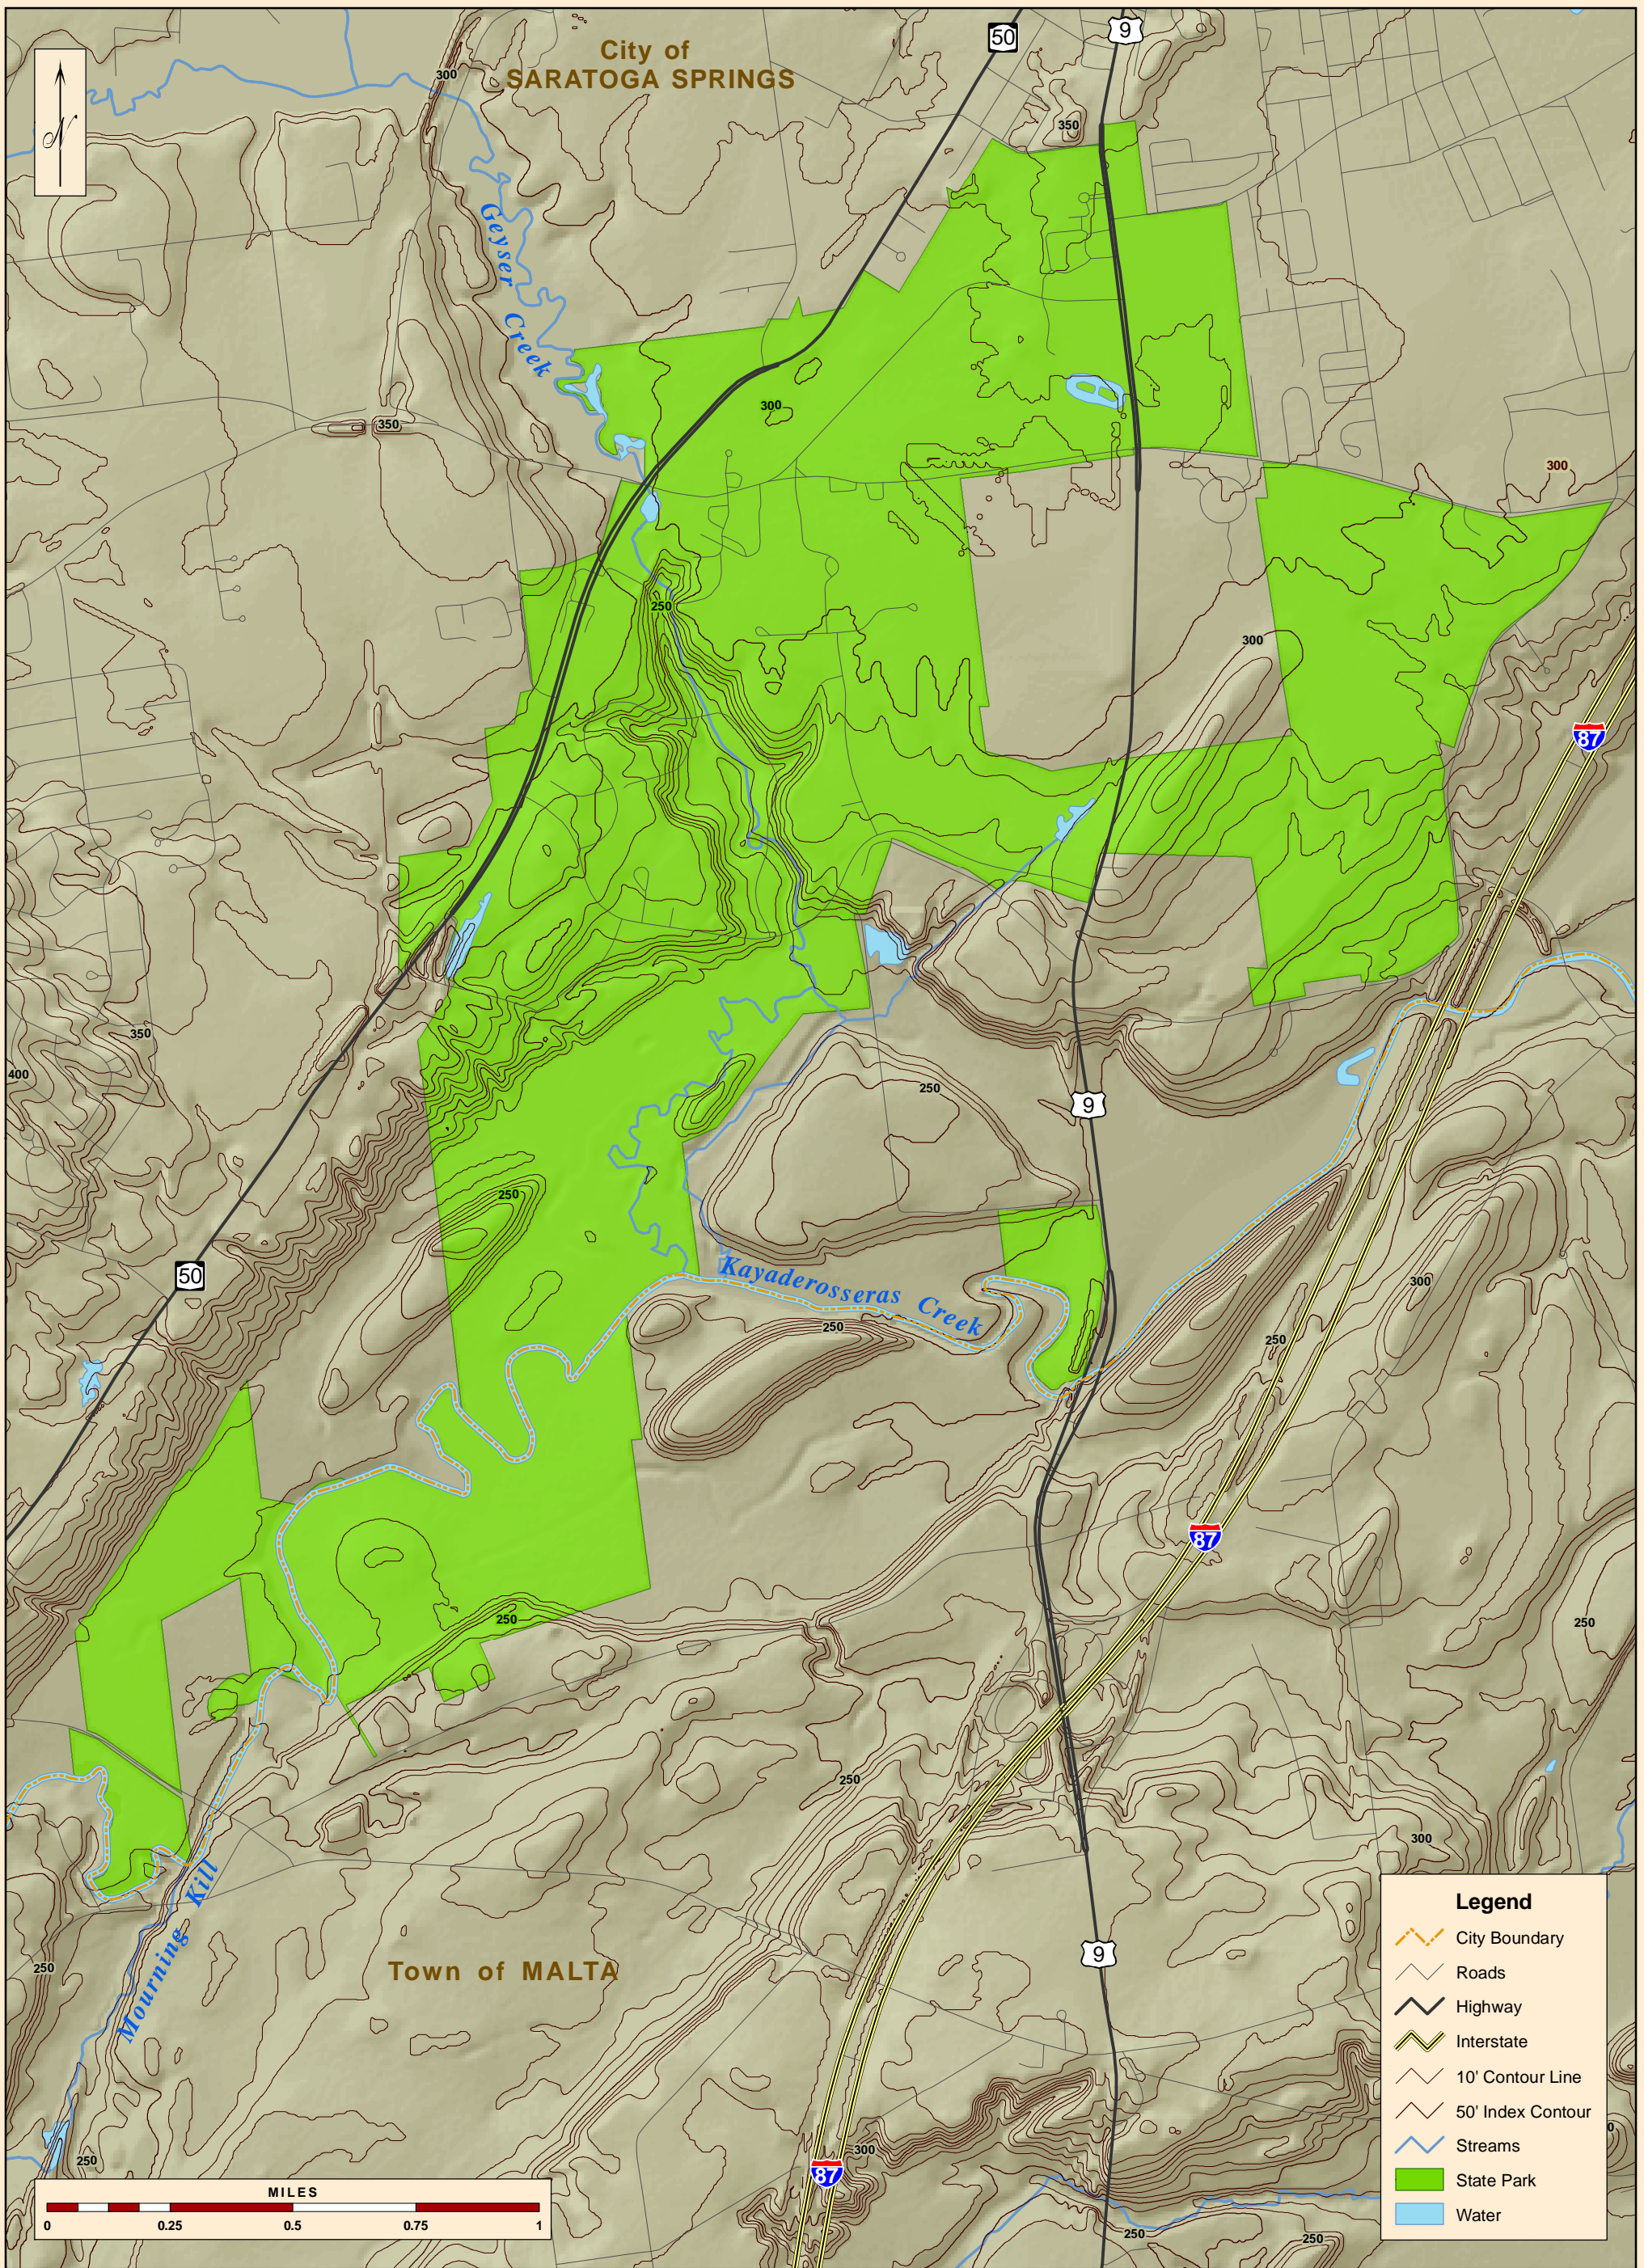 50
9
City of
SARATOGA SPRINGS
300
N
350
Geyser
Creek
300
350
300
250
300
87
350
400
250
9
250
50
Kayaderosseras Creek
250
300
250
87
250
250
250
300
Mourning Kill
250
Town of MALTA
9
250
300
87
250
250
0
MILES
0
0.25
0.5
0.75
1
Legend
City Boundary
Roads
Highway
Interstate
10' Contour Line
50' Index Contour
Streams
State Park
Water